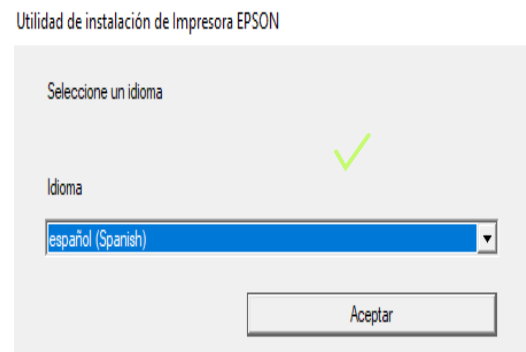 Utilidad de instalación de Impresora EPSON
Seleccione un idioma
Idioma
español (Spanish)
Aceptar